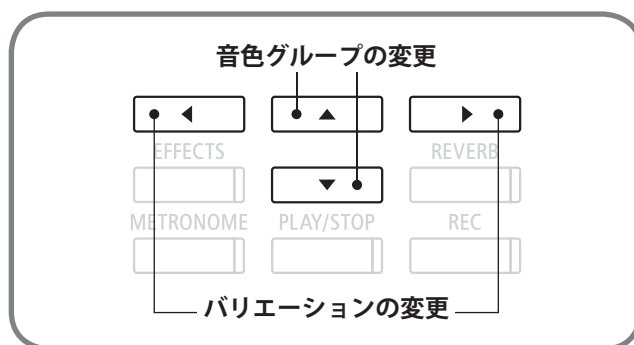 音色グループの変更
EFFECTS
REVERB
METRONOME
PLAY/STOP
REC
バリエーションの変更